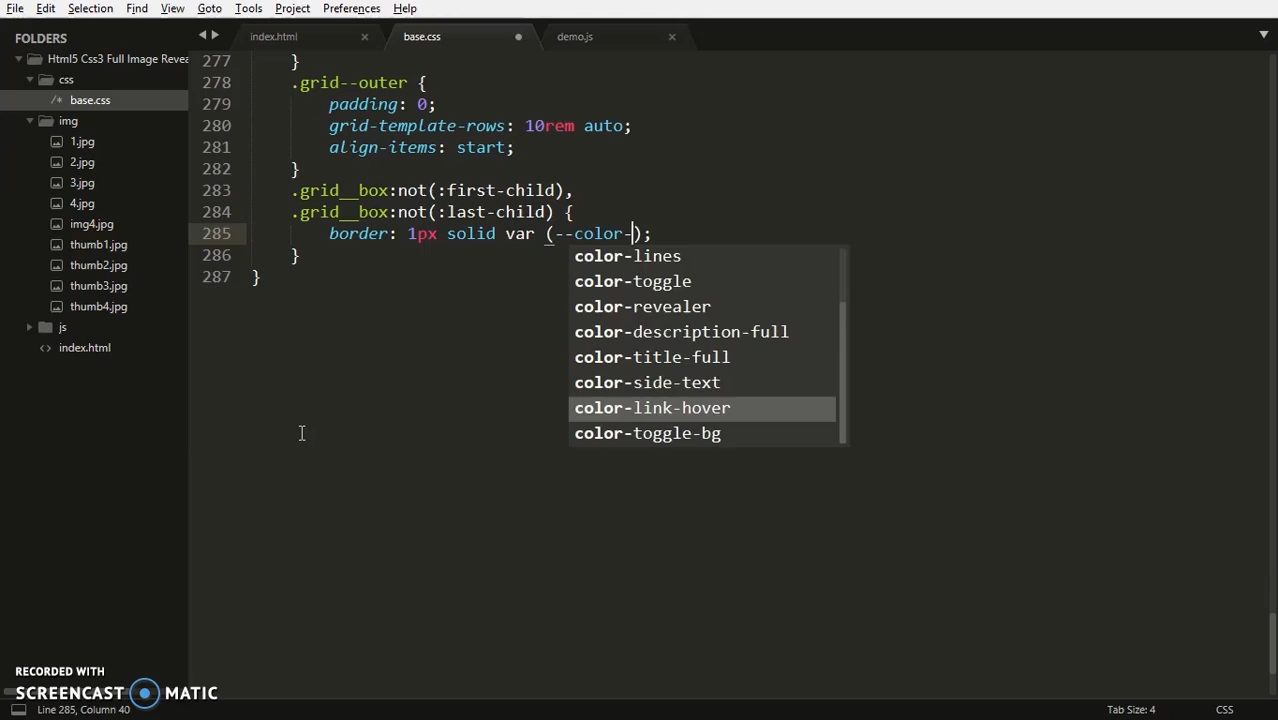 File Edit Selection Find View Goto Tools Project Preferences Help
FOLDERS
Html5 Css3 Full Image Revea
css
/* base.css
img
1.jpg
2.jpg
3.jpg
4.jpg
img4.jpg
thumb1.jpg
thumb2.jpg
thumb3.jpg
thumb4.jpg
js
<> index.html
index.html × base.css demo.js ×
277 }
278 .grid--outer {
279 padding: 0;
280 grid-template-rows: 10rem auto;
281 align-items: start;
282 }
283 .grid__box:not(:first-child),
284 .grid__box:not(:last-child) {
285 border: 1px solid var (--color-);
286 }
287 }
color-lines
color-toggle
color-revealer
color-description-full
color-title-full
color-side-text
color-link-hover
color-toggle-bg
RECORDED WITH
SCREENCAST MATIC
Line 285, Column 40 Tab Size: 4 CSS